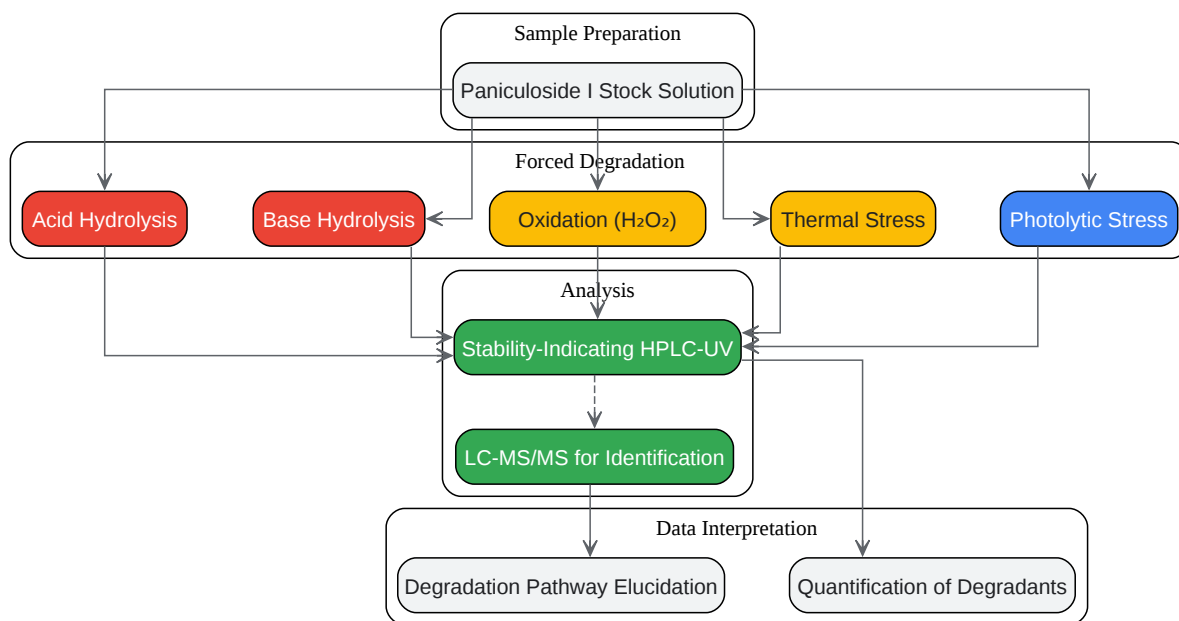 Sample Preparation
Paniculoside I Stock Solution
Forced Degradation
Acid Hydrolysis
Base Hydrolysis
Oxidation (H₂O₂)
Thermal Stress
Photolytic Stress
Analysis
Stability-Indicating HPLC-UV
LC-MS/MS for Identification
Data Interpretation
Degradation Pathway Elucidation
Quantification of Degradants